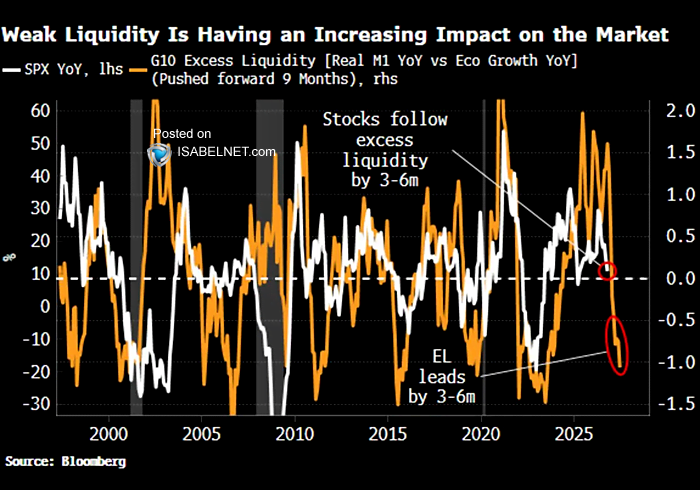 Weak Liquidity Is Having an Increasing Impact on the Market
SPX YoY, lhs
G10 Excess Liquidity [Real M1 YoY vs Eco Growth YoY]
(Pushed forward 9 Months), rhs
60
50
40
30
20
10
0
-10
-20
-30
%
Posted on
ISABELNET.com
Stocks follow
excess
liquidity
by 3-6m
EL
leads
by 3-6m
2.0
1.5
1.0
0.5
0.0
-0.5
-1.0
-1.5
2000
2005
2010
2015
2020
2025
Source: Bloomberg